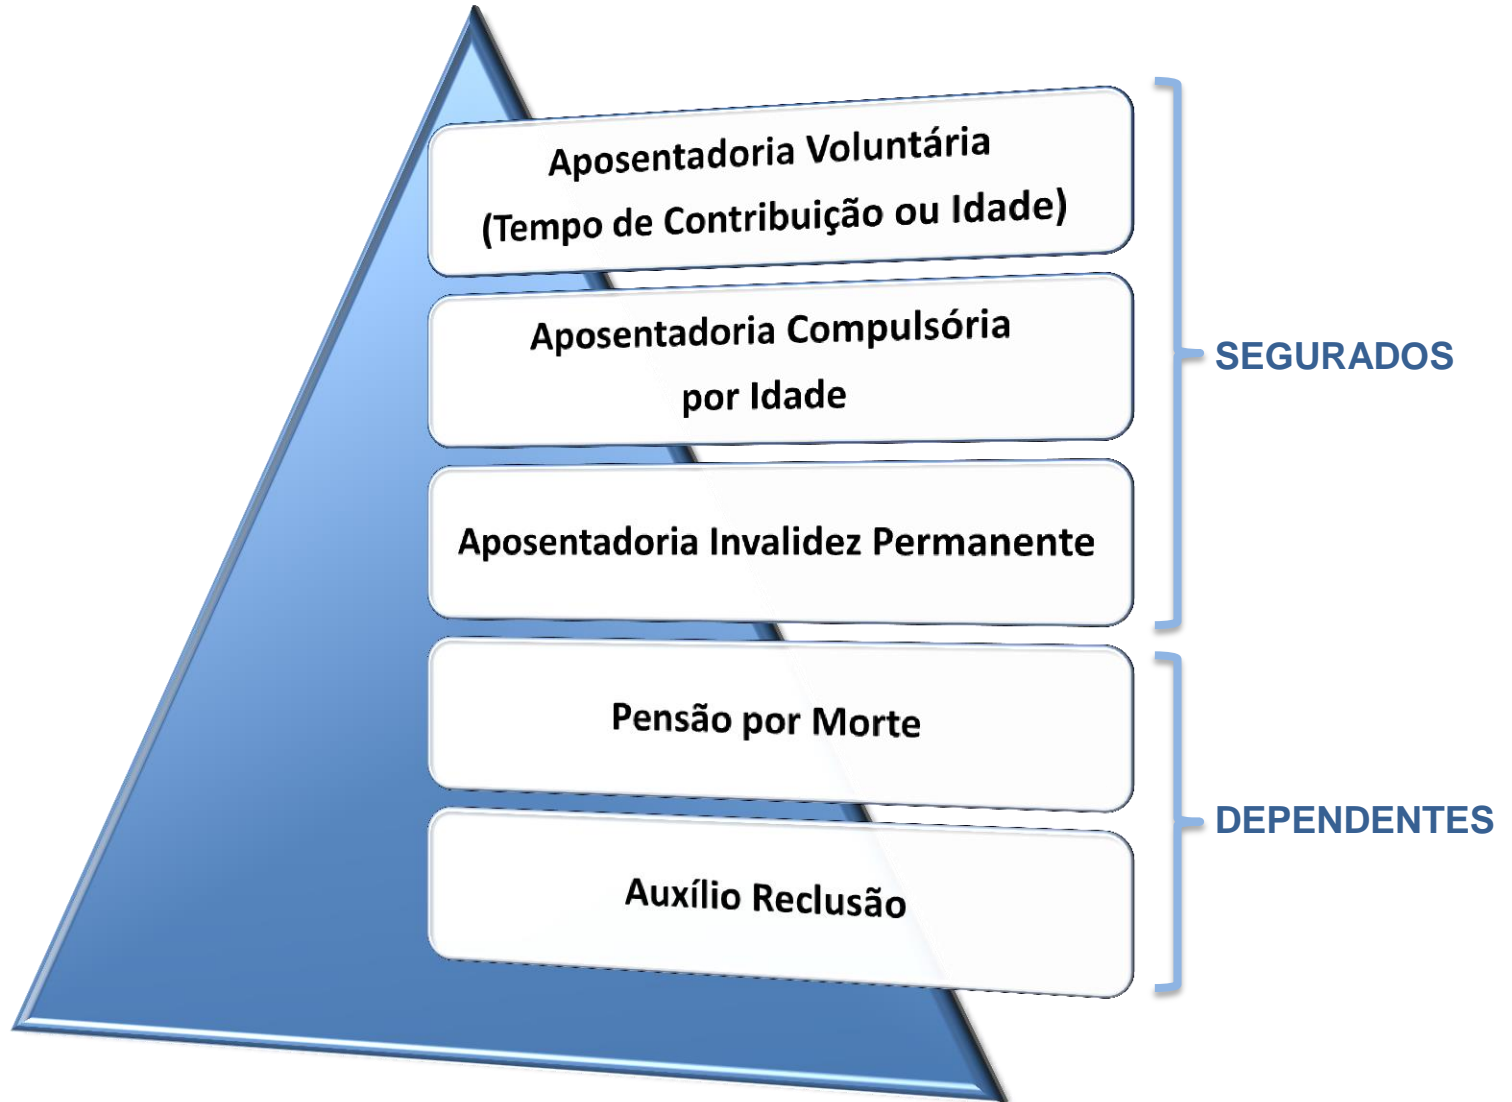 Aposentadoria Voluntária
(Tempo de Contribuição ou Idade)
Aposentadoria Compulsória
por Idade
Aposentadoria Invalidez Permanente
SEGURADOS
Pensão por Morte
Auxílio Reclusão
DEPENDENTES